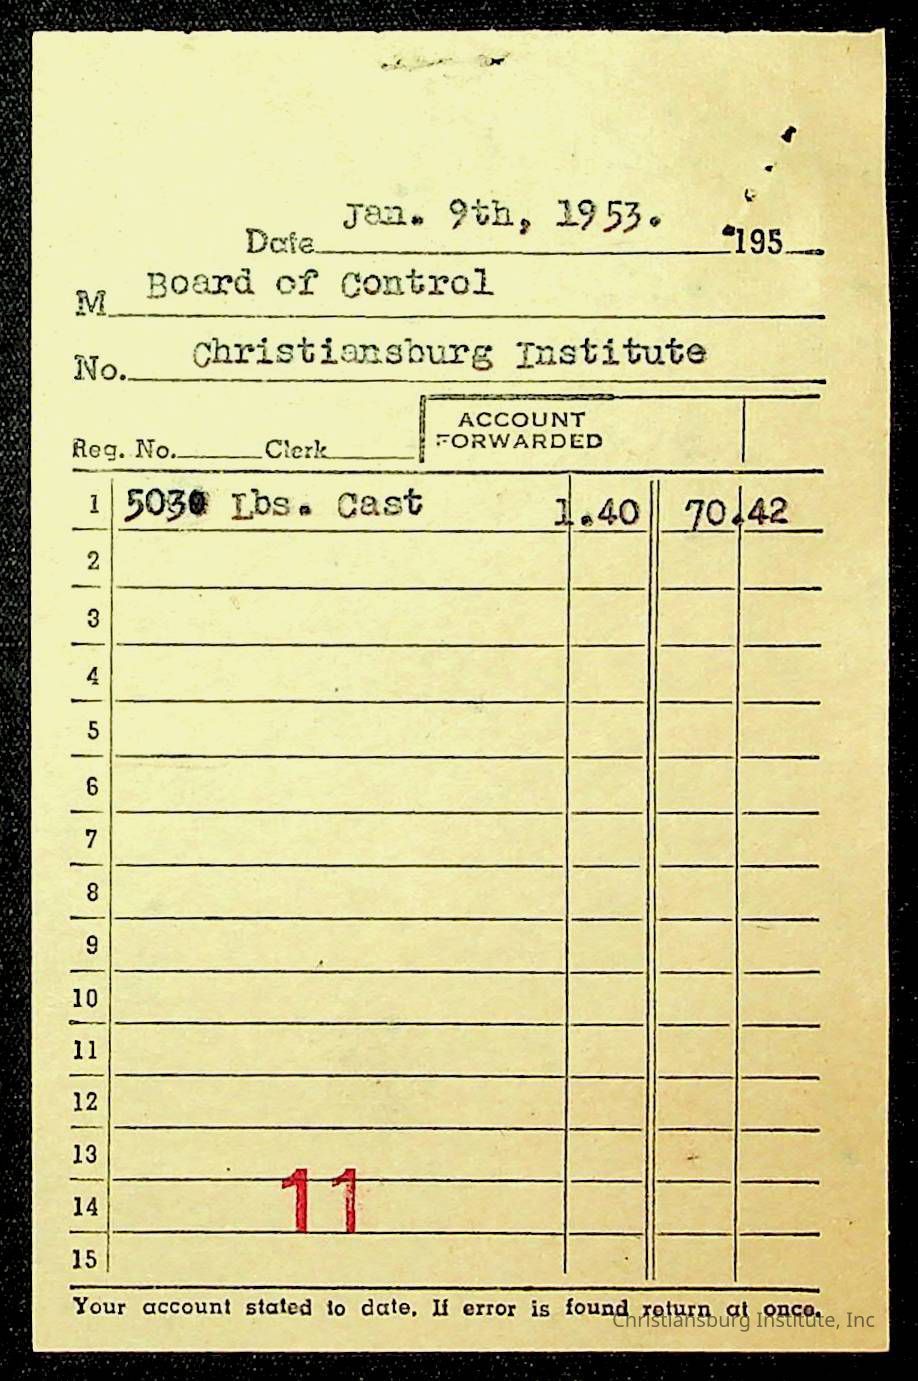 Jan. 9th, 1953.
Date 195
M Board of Control
No. Christiansburg Institute
ACCOUNT
FORWARDED
Reg. No. Clerk
1 5030 Lbs. Cast 1.40 70.42
2
3
4
5
6
7
8
9
10
11
12
13
14 11
15
Your account stated to date. If error is found return at once.
Christiansburg Institute, Inc